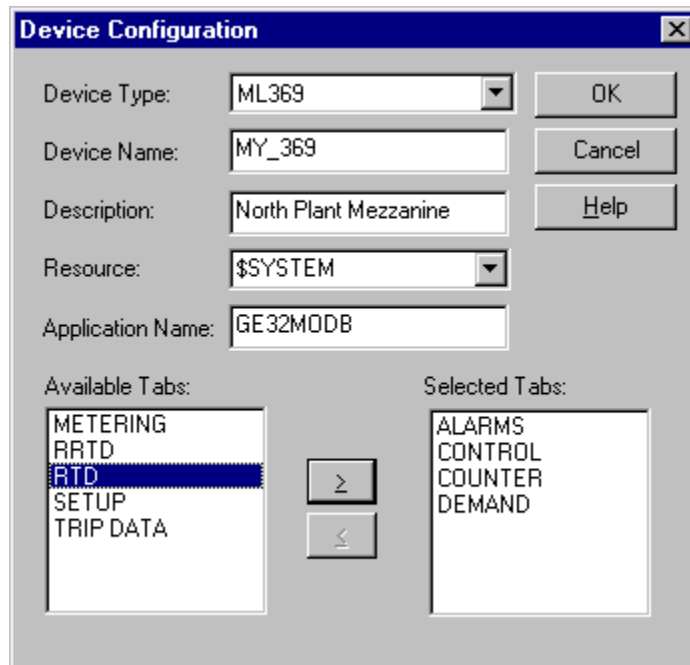 Device Configuration
Device Type:
ML369
OK
Device Name:
MY_369
Cancel
Description:
North Plant Mezzanine
Help
Resource:
$SYSTEM
Application Name:
GE32MODB
Available Tabs:
Selected Tabs:
METERING
RRTD
RTD
SETUP
TRIP DATA
>
<
ALARMS
CONTROL
COUNTER
DEMAND